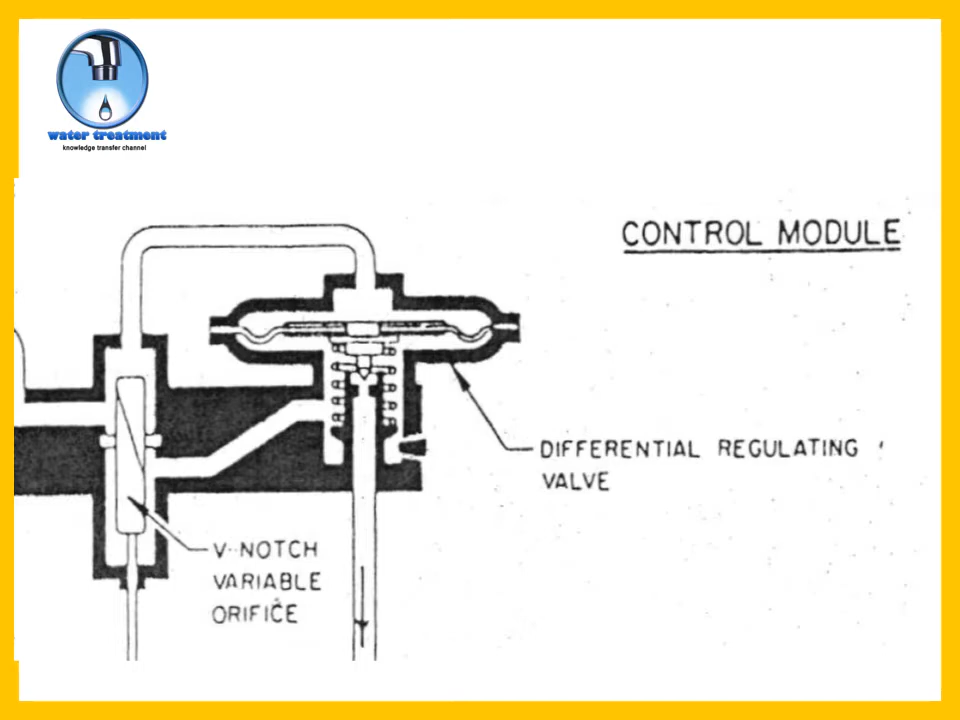 water treatment
knowledge transfer channel
CONTROL MODULE
DIFFERENTIAL REGULATING
VALVE
V-NOTCH
VARIABLE
ORIFICE